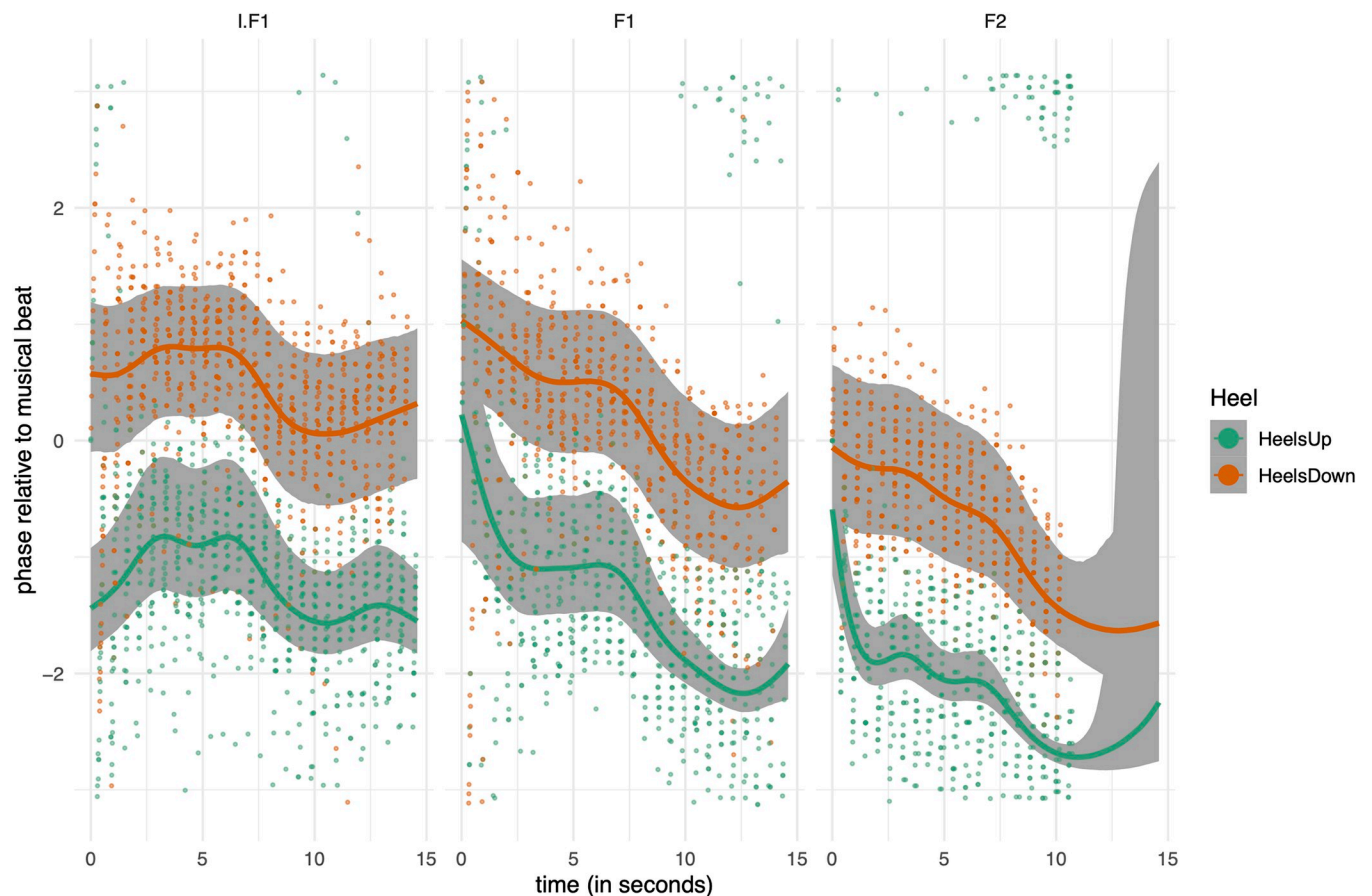 I.F1 F1 F2
phase relative to musical beat
2
0
−2
0 5 10 15 0 5 10 15 0 5 10 15
time (in seconds)
Heel
HeelsUp
HeelsDown